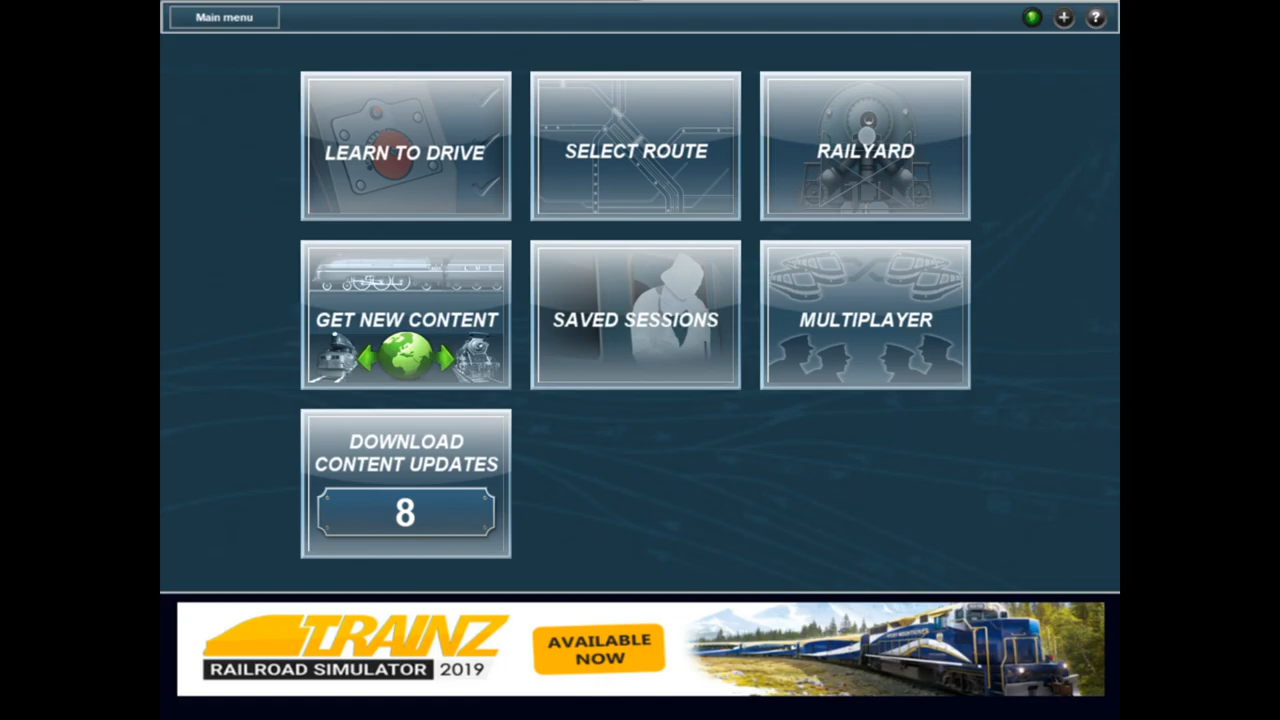 Main menu
?
LEARN TO DRIVE
SELECT ROUTE
RAILYARD
GET NEW CONTENT
SAVED SESSIONS
MULTIPLAYER
DOWNLOAD
CONTENT UPDATES
8
TRAINZ
RAILROAD SIMULATOR 2019
AVAILABLE
NOW